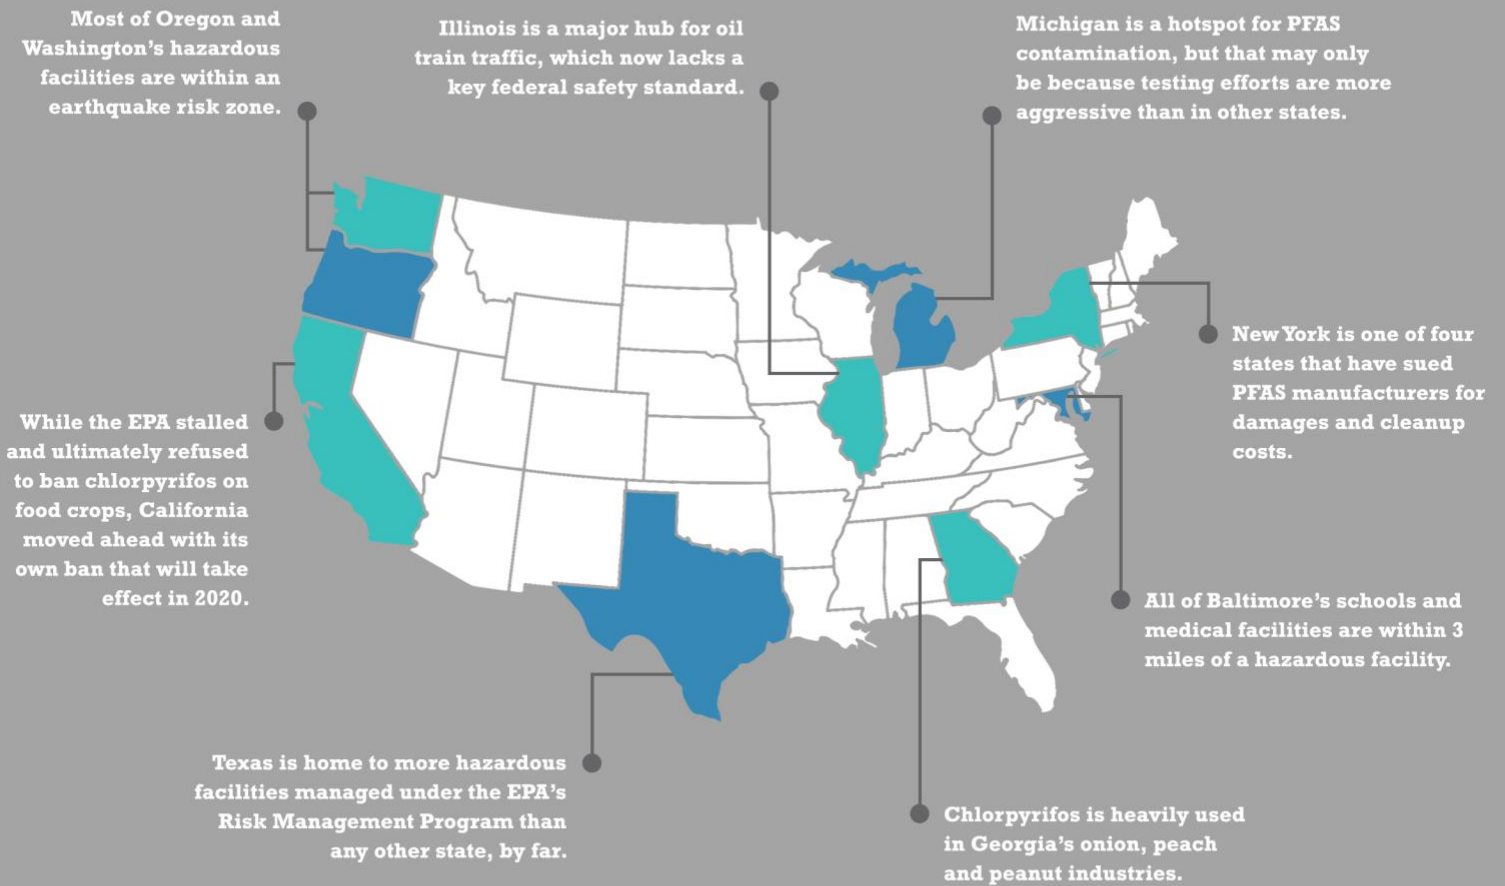 Most of Oregon and
Washington’s hazardous
facilities are within an
earthquake risk zone.
Illinois is a major hub for oil
train traffic, which now lacks a
key federal safety standard.
Michigan is a hotspot for PFAS
contamination, but that may only
be because testing efforts are more
aggressive than in other states.
New York is one of four
states that have sued
PFAS manufacturers for
damages and cleanup
costs.
While the EPA stalled
and ultimately refused
to ban chlorpyrifos on
food crops, California
moved ahead with its
own ban that will take
effect in 2020.
All of Baltimore’s schools and
medical facilities are within 3
miles of a hazardous facility.
Texas is home to more hazardous
facilities managed under the EPA’s
Risk Management Program than
any other state, by far.
Chlorpyrifos is heavily used
in Georgia’s onion, peach
and peanut industries.